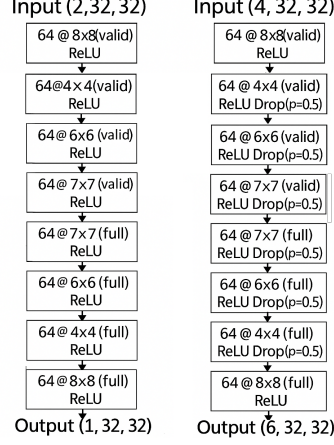 Input (2,32,32)
64 @ 8x8(valid)
ReLU
64@4×4(valid)
ReLU
64@6x6 (valid)
ReLU
64@7x7 (valid)
ReLU
64@7x7 (full)
ReLU
64@6x6 (full)
ReLU
64@4x4 (full)
ReLU
64@8x8 (full)
ReLU
Output (1, 32, 32)
Input (4, 32, 32)
64 @ 8x8(valid)
ReLU
64 @ 4x4 (valid)
ReLU Drop(p=0.5)
64 @ 6x6 (valid)
ReLU Drop(p=0.5)
64 @ 7x7 (valid)
ReLU Drop(p=0.5)
64 @ 7x7 (full)
ReLU Drop(p=0.5)
64 @ 6x6 (full)
ReLU Drop(p=0.5)
64 @ 4x4 (full)
ReLU Drop(p=0.5)
64 @ 8x8 (full)
ReLU
Output (6, 32, 32)